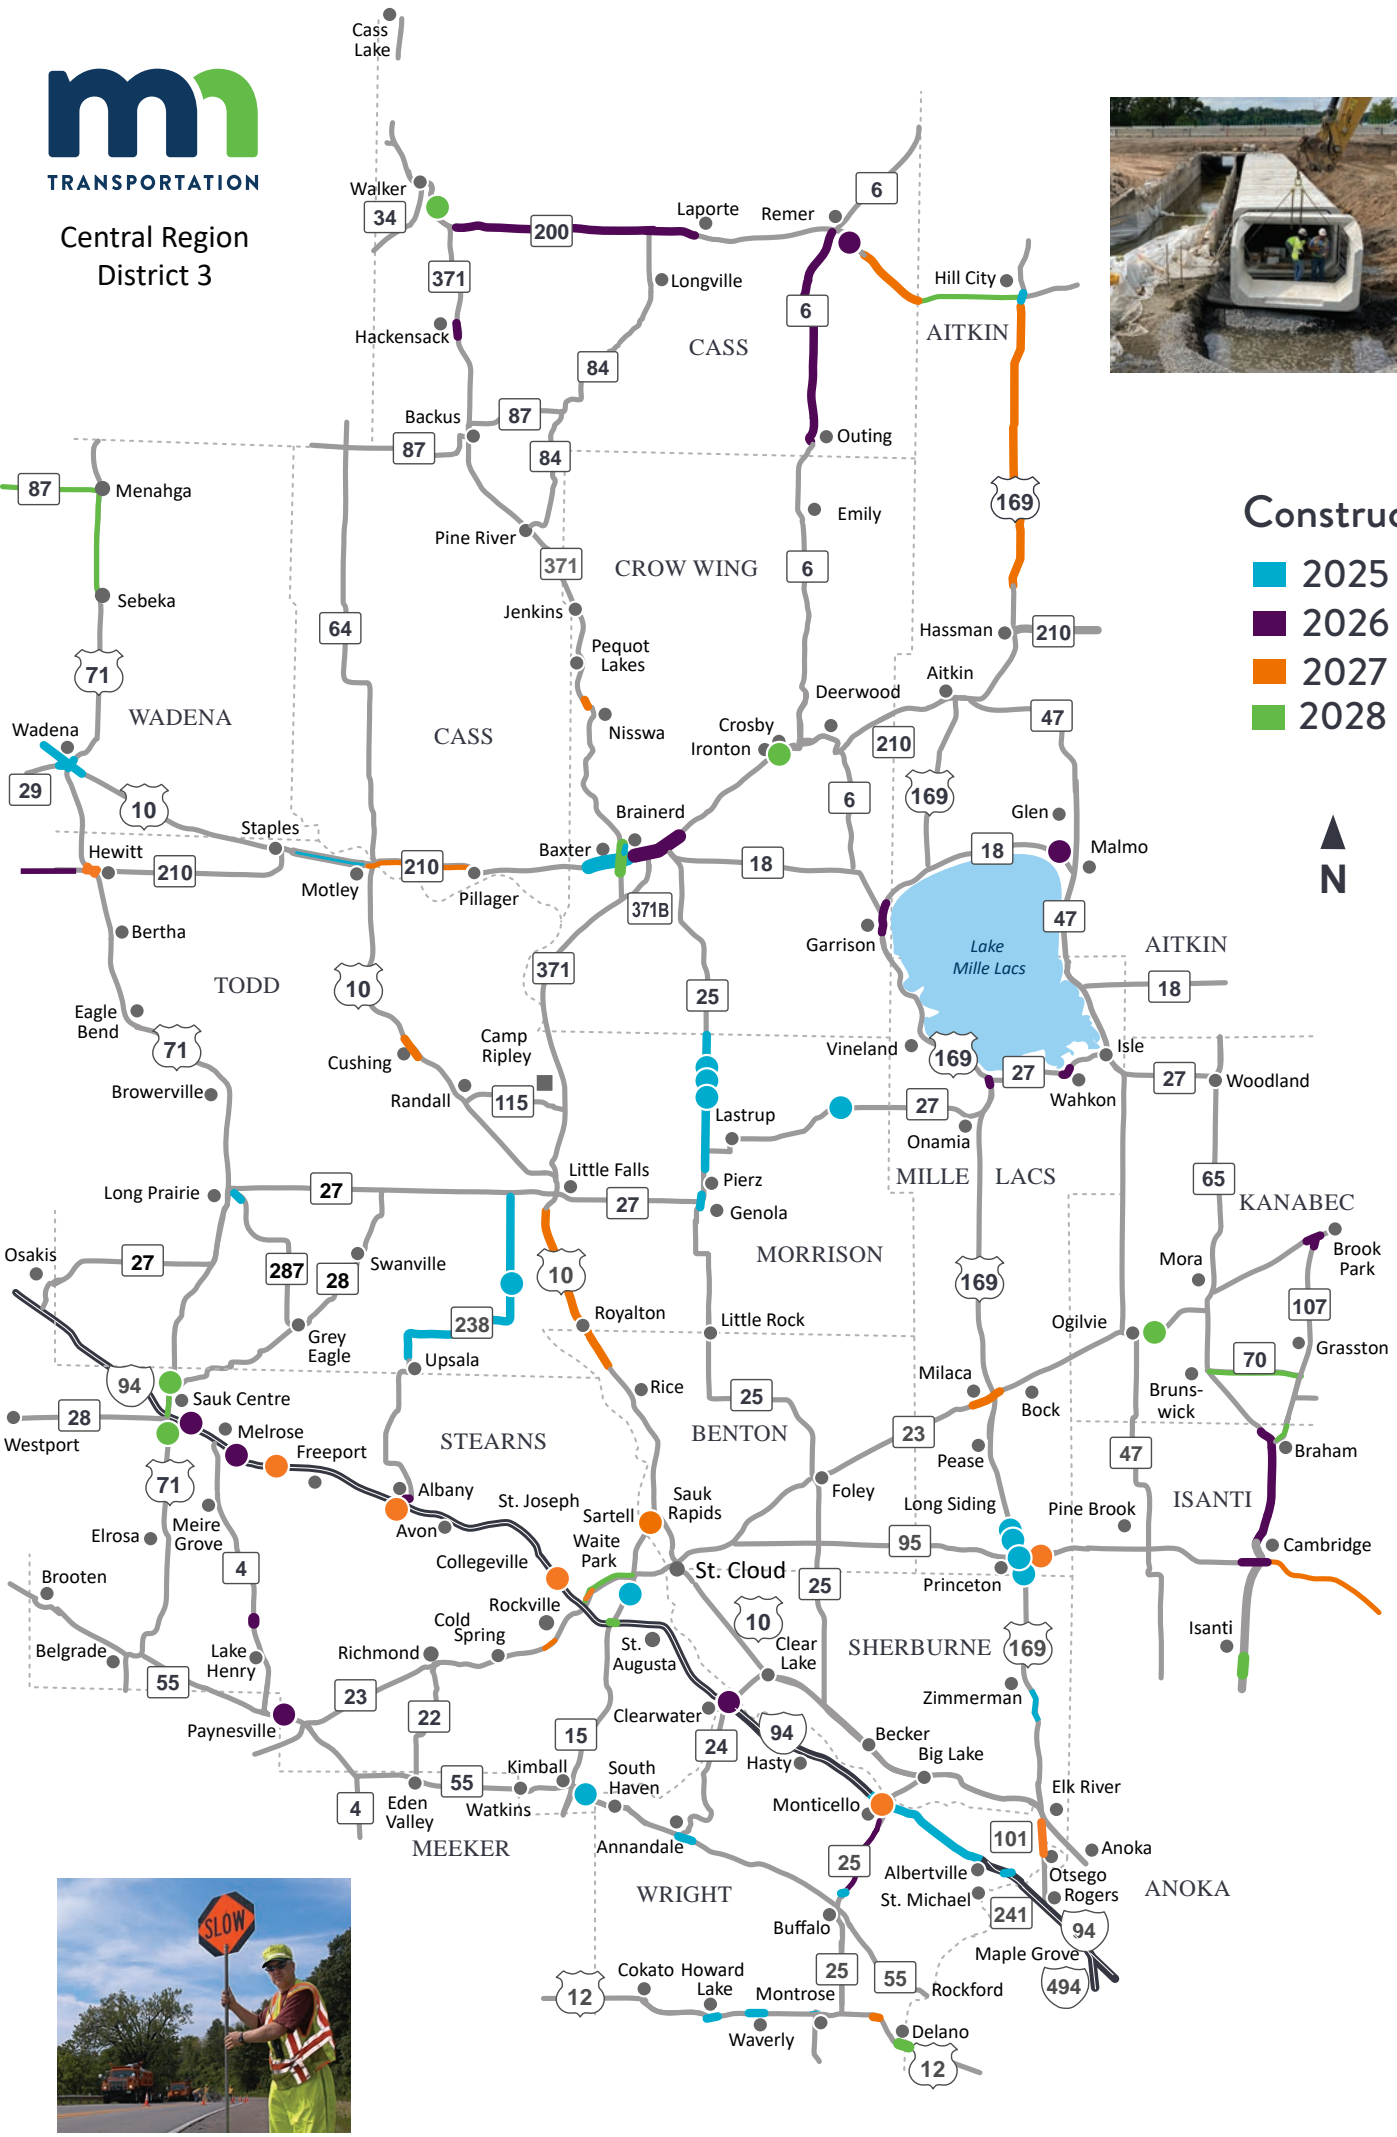 Cass
Lake
TRANSPORTATION
Central Region
District 3
Walker
34
200
Laporte
Remer
6
371
Longville
Hill City
6
Hackensack
CASS
AITKIN
84
Backus
87
87
84
Outing
87
Menahga
169
Construc
Emily
Pine River
371
CROW WING
6
2025
Sebeka
Jenkins
2026
64
Hassman
210
Pequot
Lakes
71
2027
Aitkin
WADENA
Deerwood
47
2028
Wadena
CASS
Nisswa
Crosby
Ironton
210
29
10
6
169
Brainerd
Glen
Staples
Hewitt
Baxter
18
18
Malmo
210
Motley
210
Pillager
N
371B
47
Bertha
Garrison
Lake
Mille Lacs
AITKIN
TODD
10
371
25
18
Eagle
Bend
71
Camp
Ripley
Cushing
Vineland
169
Isle
Browerville
Randall
115
27
27
Woodland
Wahkon
Lastrup
27
Onamia
Little Falls
MILLE LACS
Long Prairie
27
Pierz
65
27
Genola
KANABEC
Osakis
27
287
28
Swanville
MORRISON
Mora
Brook
Park
10
169
Royalton
238
Little Rock
Ogilvie
107
Grey
Eagle
Upsala
Grasston
94
70
Sauk Centre
Rice
25
Milaca
Bruns-
wick
28
Westport
Melrose
Bock
Freeport
STEARNS
BENTON
23
Pease
47
Braham
71
Albany
Foley
Meire
Grove
St. Joseph
Sartell
Sauk
Rapids
Long Siding
Pine Brook
ISANTI
Elrosa
Avon
Waite
Park
95
Cambridge
4
Collegeville
St. Cloud
Princeton
25
Brooten
Rockville
10
Cold
Spring
Isanti
Belgrade
Lake
Henry
Richmond
St.
Augusta
Clear
Lake
SHERBURNE
169
55
23
Zimmerman
Paynesville
22
Clearwater
15
24
94
Becker
Hasty
Big Lake
Kimball
South
Haven
Elk River
4
Eden
Valley
55
Watkins
Monticello
101
Anoka
MEEKER
Annandale
25
Albertville
Otsego
St. Michael
Rogers
WRIGHT
ANOKA
241
Buffalo
94
Maple Grove
SLOW
25
55
494
12
Cokato
Howard
Lake
Montrose
Rockford
Waverly
Delano
12